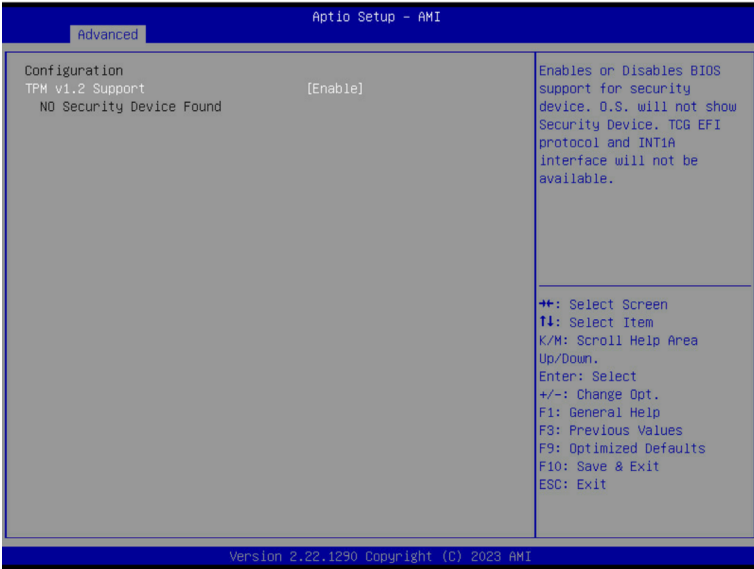 Aptio Setup – AMI
Advanced
Configuration
TPM v1.2 Support [Enable]
NO Security Device Found
Enables or Disables BIOS
support for security
device. O.S. will not show
Security Device. TCG EFI
protocol and INT1A
interface will not be
available.
→←: Select Screen
↑↓: Select Item
K/M: Scroll Help Area
Up/Down.
Enter: Select
+/-: Change Opt.
F1: General Help
F3: Previous Values
F9: Optimized Defaults
F10: Save & Exit
ESC: Exit
Version 2.22.1290 Copyright (C) 2023 AMI